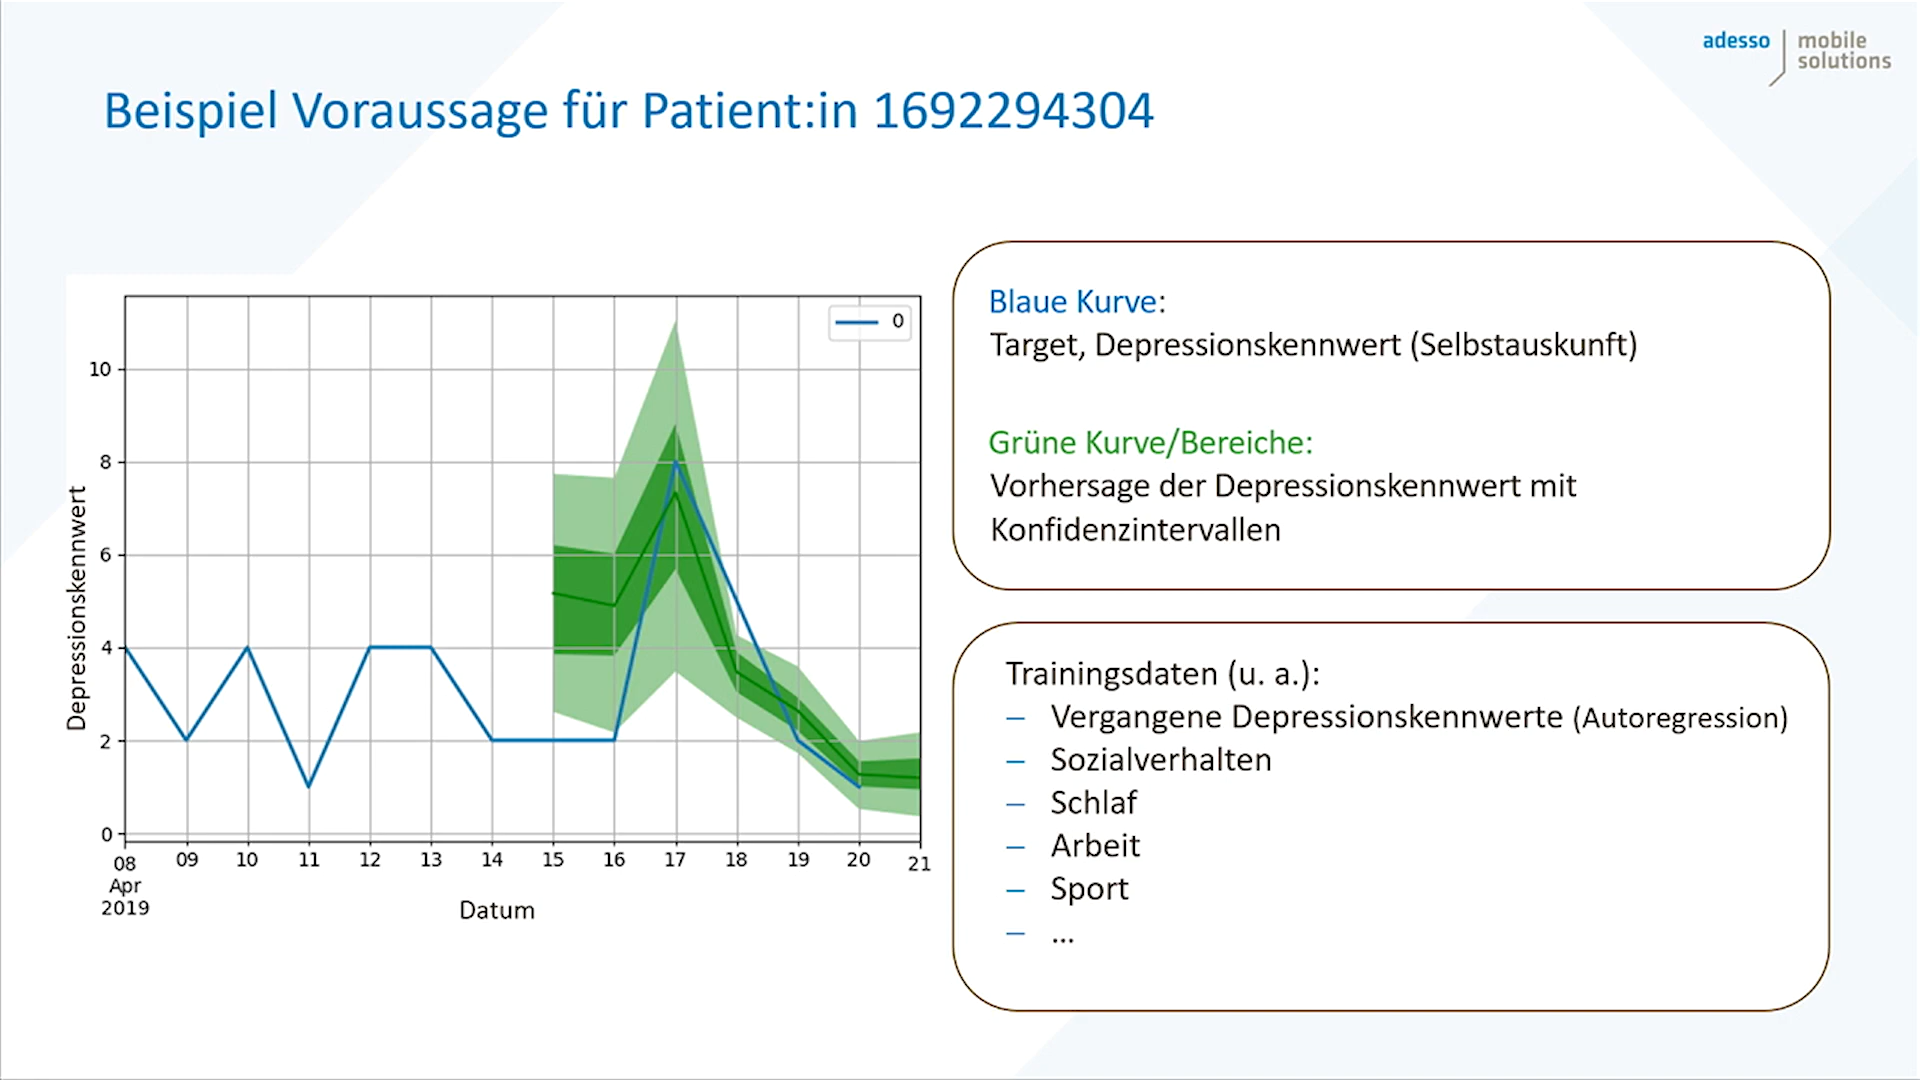 adesso
mobile
solutions
Beispiel Voraussage für Patient:in 1692294304
0
10
8
6
4
2
0
Depressionskennwert
08
Apr
2019
09
10
11
12
13
14
15
16
17
18
19
20
21
Datum
Blaue Kurve:
Target, Depressionskennwert (Selbstauskunft)
Grüne Kurve/Bereiche:
Vorhersage der Depressionskennwert mit
Konfidenzintervallen
Trainingsdaten (u. a.):
– Vergangene Depressionskennwerte (Autoregression)
– Sozialverhalten
– Schlaf
– Arbeit
– Sport
– ...